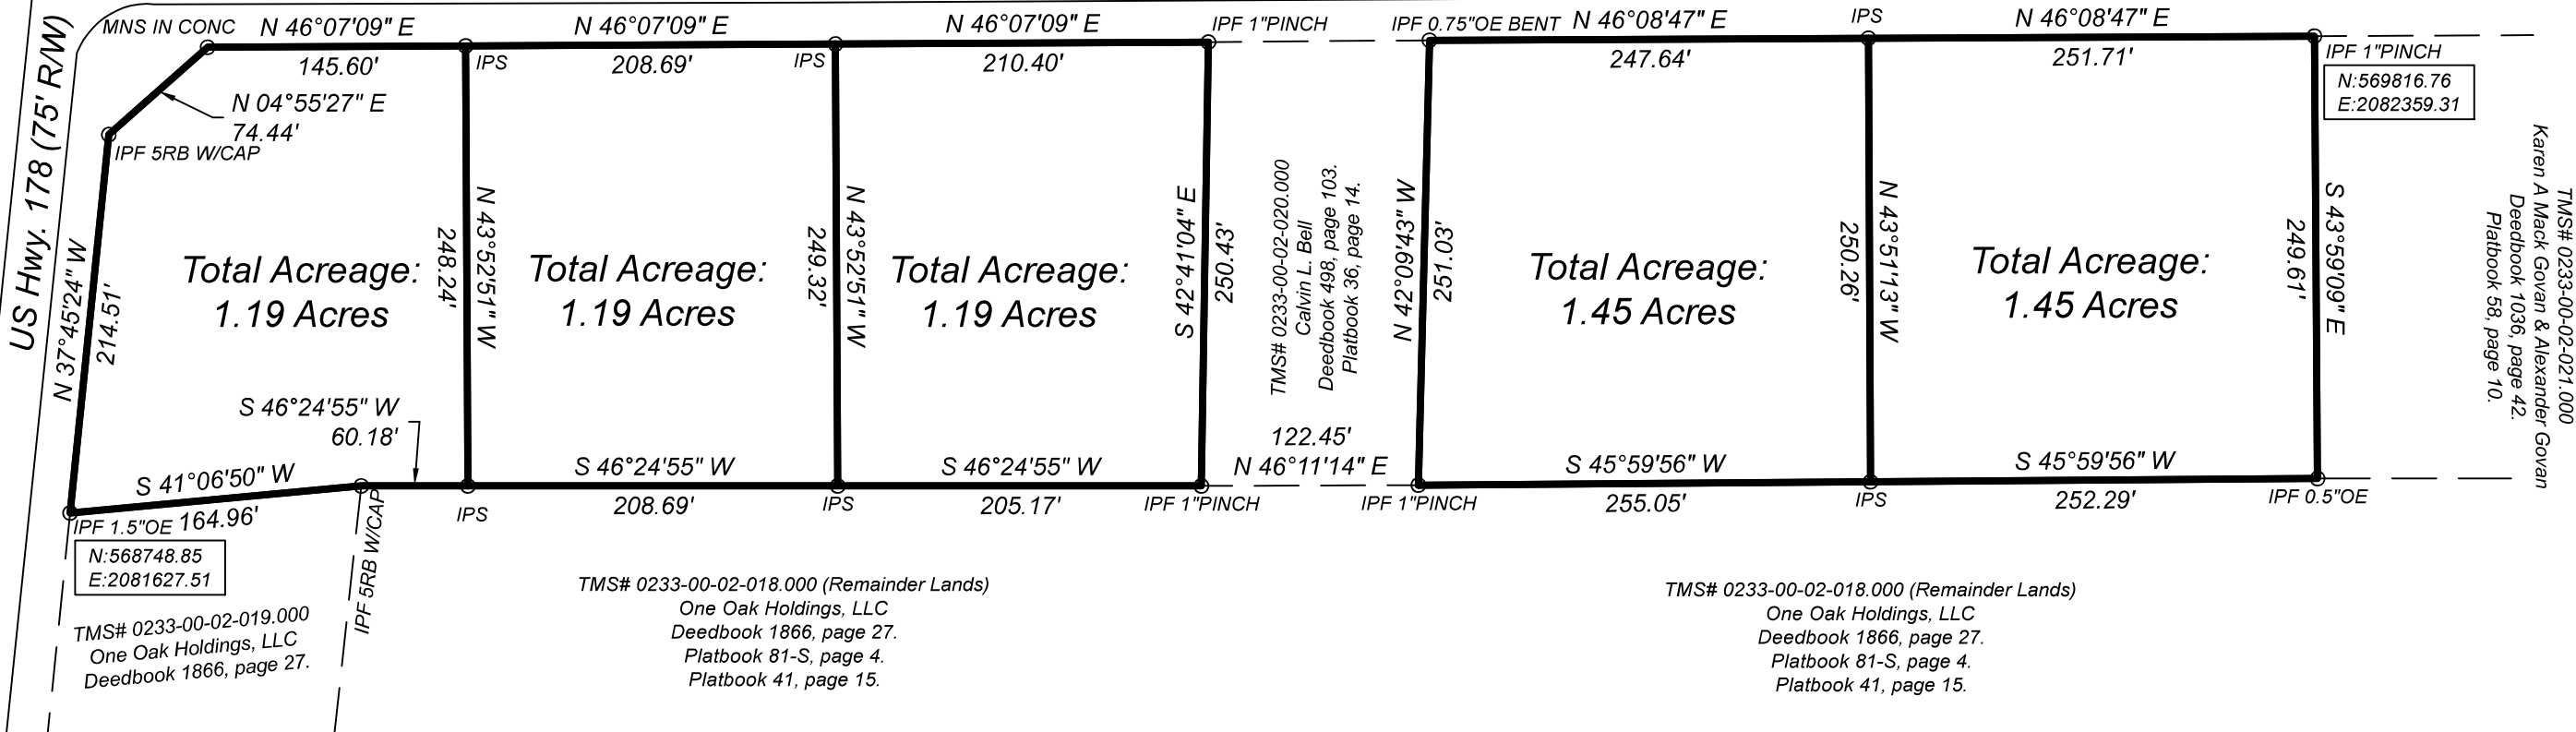 US Hwy. 178 (75' R/W)
MNS IN CONC
N 46°07'09" E
145.60'
IPS
N 46°07'09" E
208.69'
IPS
N 46°07'09" E
210.40'
IPF 1"PINCH
IPF 0.75"OE BENT
N 46°08'47" E
247.64'
IPS
N 46°08'47" E
251.71'
IPF 1"PINCH
N:569816.76
E:2082359.31
N 04°55'27" E
74.44'
IPF 5RB W/CAP
N 37°45'24" W
214.51'
Total Acreage:
1.19 Acres
248.24'
N 43°52'51" W
Total Acreage:
1.19 Acres
249.32'
N 43°52'51" W
Total Acreage:
1.19 Acres
S 42°41'04" E
250.43'
TMS# 0233-00-02-020.000
Calvin L. Bell
Deedbook 498, page 103.
Platbook 36, page 14.
N 42°09'43" W
251.03'
Total Acreage:
1.45 Acres
250.26'
N 43°51'13" W
Total Acreage:
1.45 Acres
249.61'
S 43°59'09" E
TMS# 0233-00-02-021.000
Karen A Mack Govan & Alexander Govan
Deedbook 1036, page 42.
Platbook 58, page 10.
S 46°24'55" W
60.18'
S 41°06'50" W
164.96'
IPF 1.5"OE
N:568748.85
E:2081627.51
IPF 5RB W/CAP
IPS
S 46°24'55" W
208.69'
IPS
S 46°24'55" W
205.17'
IPF 1"PINCH
122.45'
N 46°11'14" E
IPF 1"PINCH
S 45°59'56" W
255.05'
IPS
S 45°59'56" W
252.29'
IPF 0.5"OE
TMS# 0233-00-02-019.000
One Oak Holdings, LLC
Deedbook 1866, page 27.
TMS# 0233-00-02-018.000 (Remainder Lands)
One Oak Holdings, LLC
Deedbook 1866, page 27.
Platbook 81-S, page 4.
Platbook 41, page 15.
TMS# 0233-00-02-018.000 (Remainder Lands)
One Oak Holdings, LLC
Deedbook 1866, page 27.
Platbook 81-S, page 4.
Platbook 41, page 15.